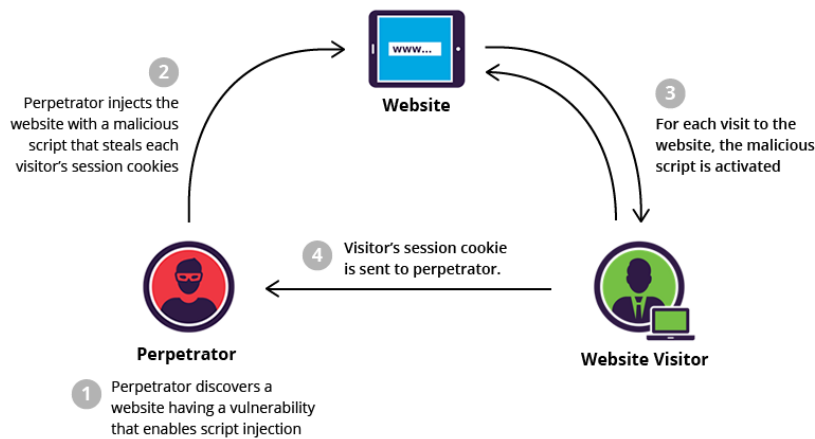 www...
Website
2
Perpetrator injects the
website with a malicious
script that steals each
visitor's session cookies
3
For each visit to the
website, the malicious
script is activated
4
Visitor's session cookie
is sent to perpetrator.
Perpetrator
Website Visitor
1
Perpetrator discovers a
website having a vulnerability
that enables script injection